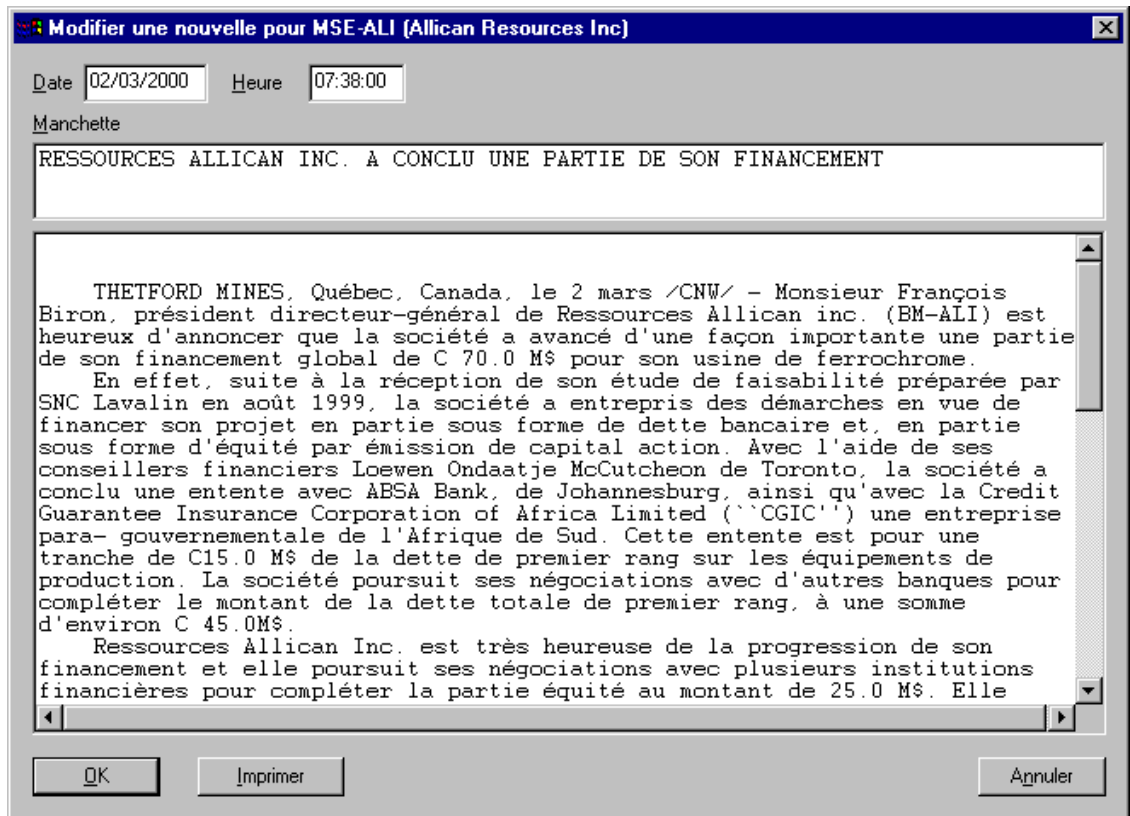 Modifier une nouvelle pour MSE-ALI (Allican Resources Inc)
Date 02/03/2000 Heure 07:38:00
Manchette
RESSOURCES ALLICAN INC. A CONCLU UNE PARTIE DE SON FINANCEMENT
THETFORD MINES, Québec, Canada, le 2 mars /CNW/ - Monsieur François
Biron, président directeur-général de Ressources Allican inc. (BM-ALI) est
heureux d'annoncer que la société a avancé d'une façon importante une partie
de son financement global de C 70.0 M$ pour son usine de ferrochrome.
En effet, suite à la réception de son étude de faisabilité préparée par
SNC Lavalin en août 1999, la société a entrepris des démarches en vue de
financer son projet en partie sous forme de dette bancaire et, en partie
sous forme d'équité par émission de capital action. Avec l'aide de ses
conseillers financiers Loewen Ondaatje McCutcheon de Toronto, la société a
conclu une entente avec ABSA Bank, de Johannesburg, ainsi qu'avec la Credit
Guarantee Insurance Corporation of Africa Limited (``CGIC'') une entreprise
para- gouvernementale de l'Afrique de Sud. Cette entente est pour une
tranche de C15.0 M$ de la dette de premier rang sur les équipements de
production. La société poursuit ses négociations avec d'autres banques pour
compléter le montant de la dette totale de premier rang, à une somme
d'environ C 45.0M$.
Ressources Allican Inc. est très heureuse de la progression de son
financement et elle poursuit ses négociations avec plusieurs institutions
financières pour compléter la partie équité au montant de 25.0 M$. Elle
OK Imprimer Annuler